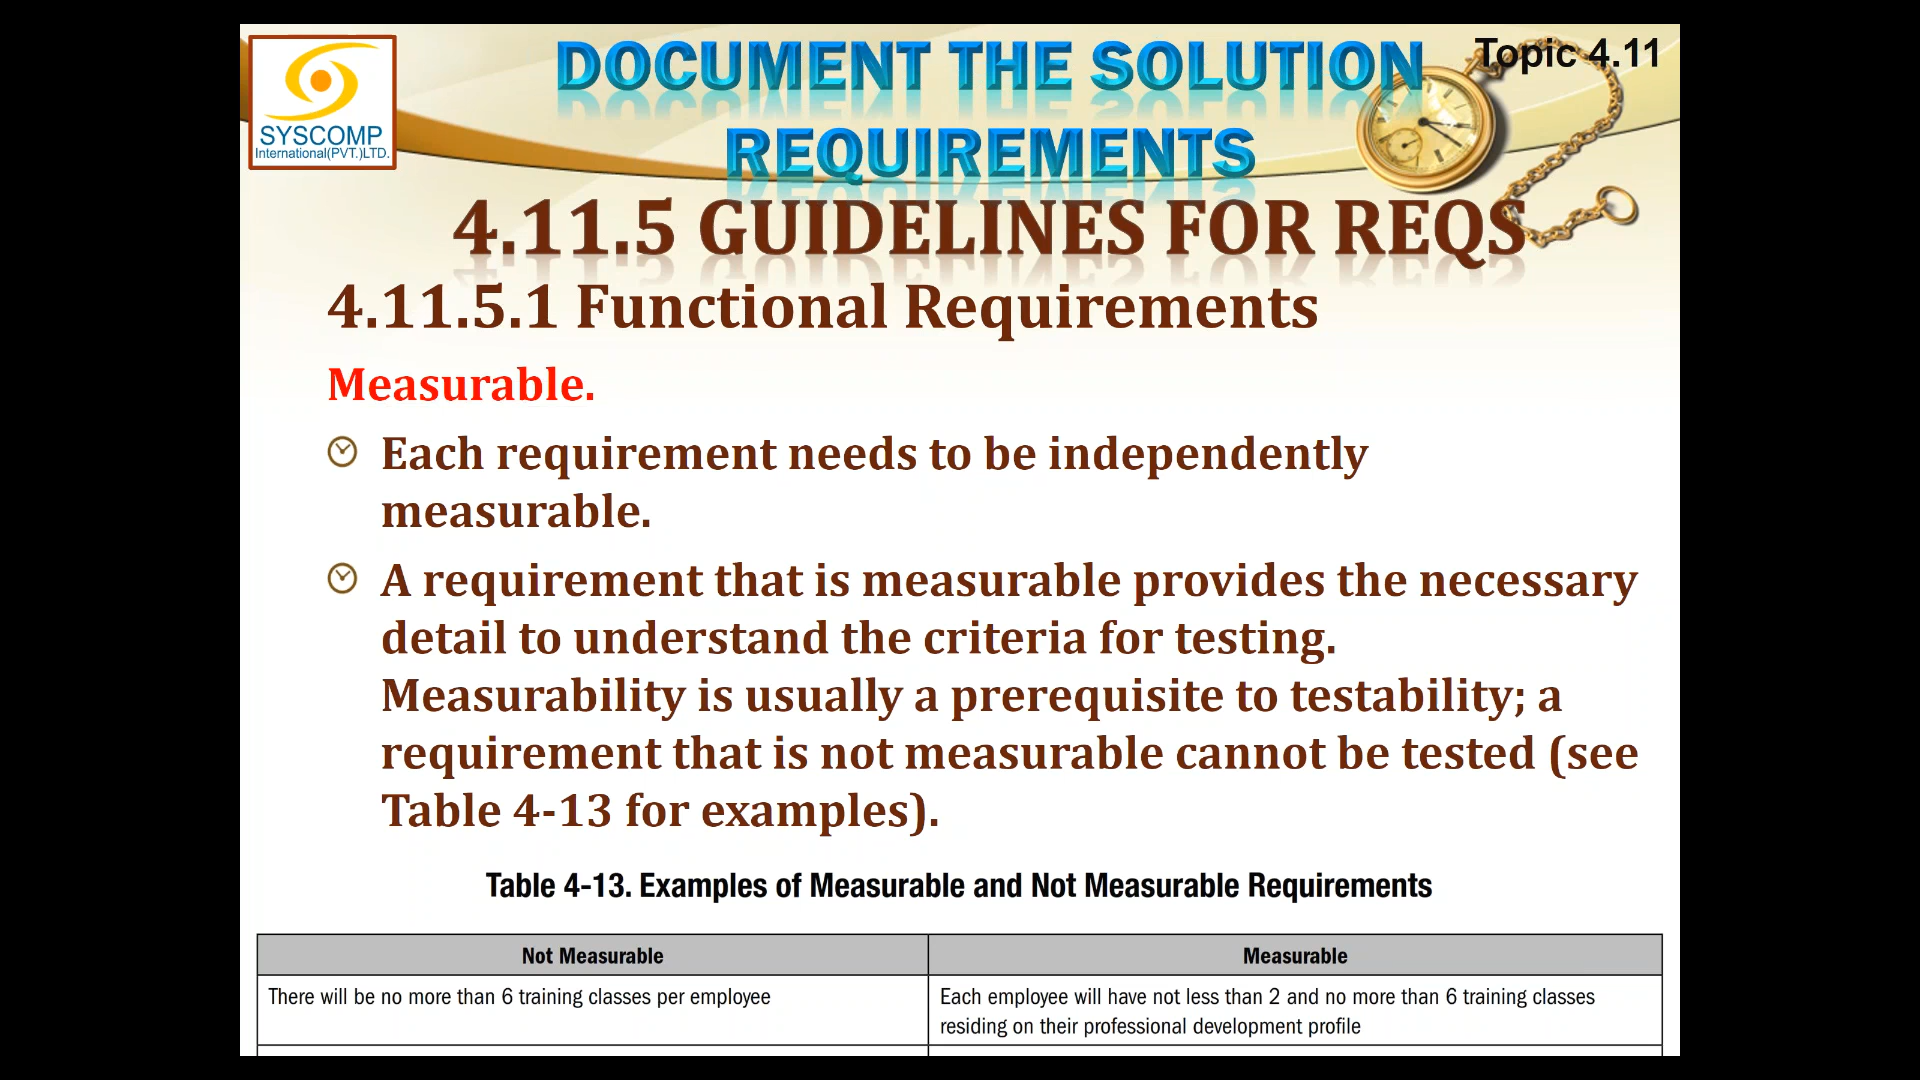 SYSCOMP
International(PVT.)LTD.
DOCUMENT THE SOLUTION
REQUIREMENTS
Topic 4.11
4.11.5 GUIDELINES FOR REQS
4.11.5.1 Functional Requirements
Measurable.
Each requirement needs to be independently
measurable.
A requirement that is measurable provides the necessary
detail to understand the criteria for testing.
Measurability is usually a prerequisite to testability; a
requirement that is not measurable cannot be tested (see
Table 4-13 for examples).
Table 4-13. Examples of Measurable and Not Measurable Requirements
Not Measurable
Measurable
There will be no more than 6 training classes per employee
Each employee will have not less than 2 and no more than 6 training classes
residing on their professional development profile